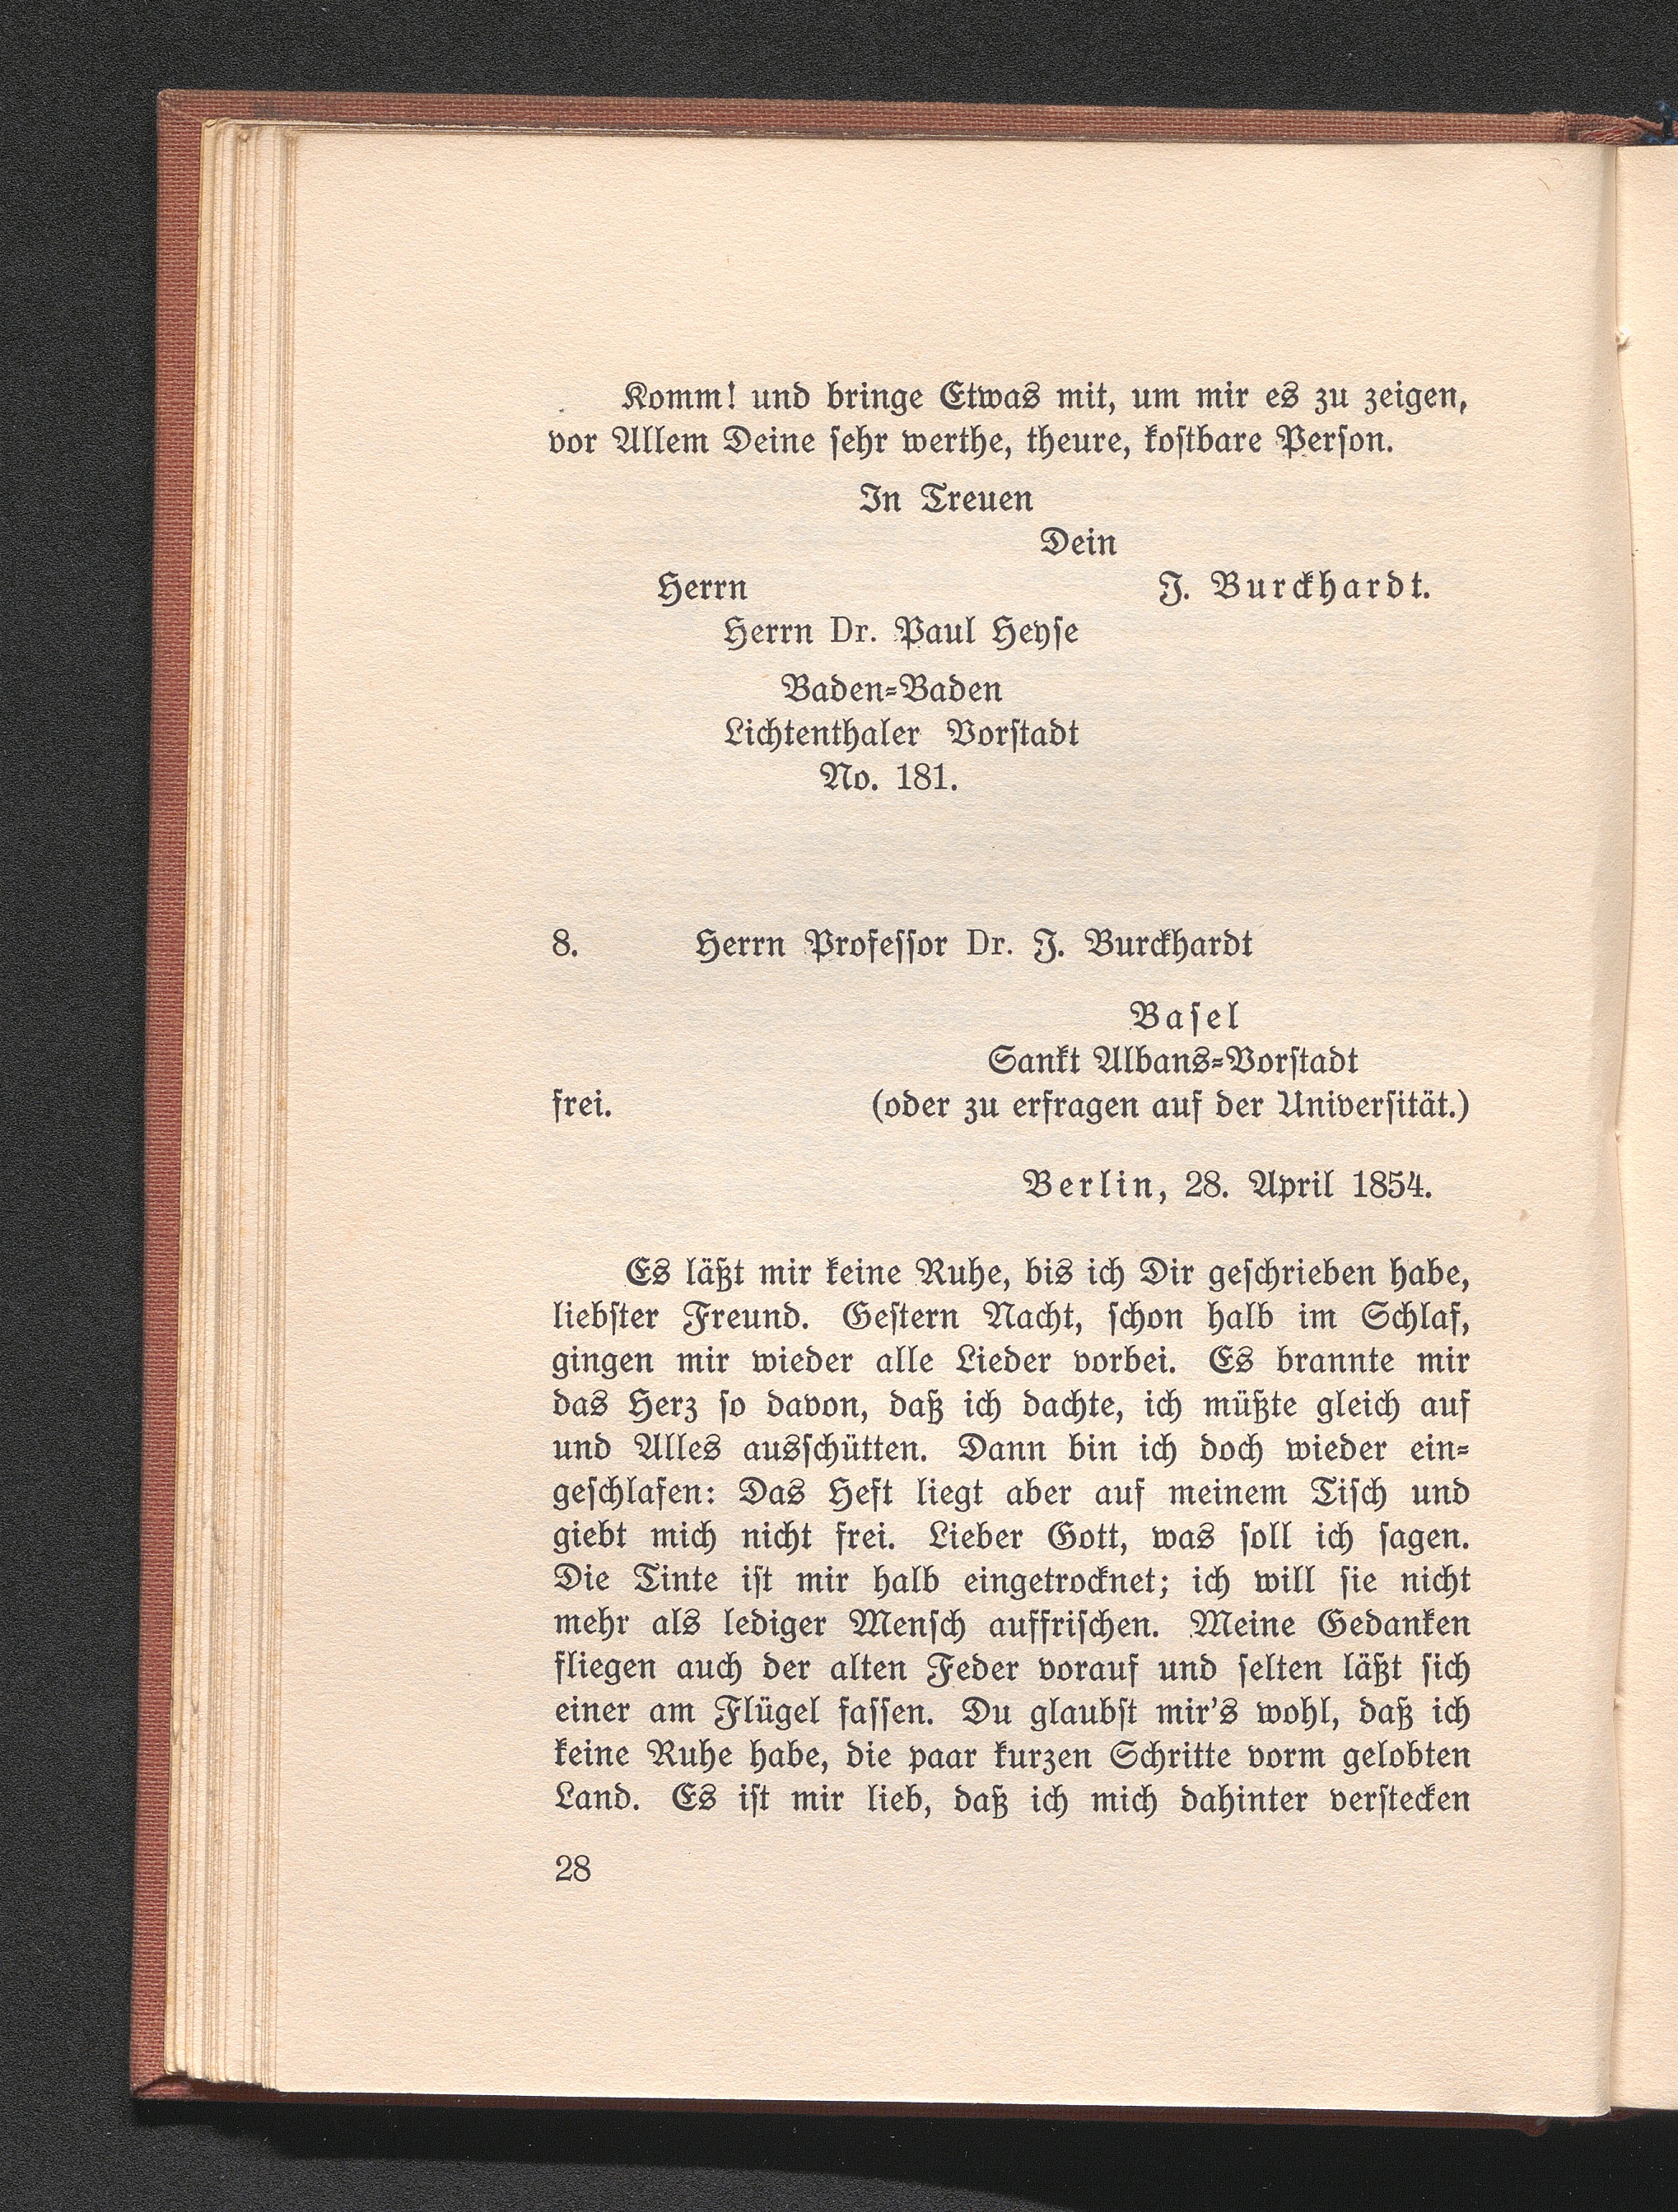 Komm! und bringe Etwas mit, um mir es zu zeigen,
vor Allem Deine sehr werthe, theure, kostbare Person.
In Treuen
Dein
Herrn J. Burckhardt.
Herrn Dr. Paul Heyse
Baden-Baden
Lichtenthaler Vorstadt
No. 181.
8. Herrn Professor Dr. J. Burckhardt
Basel
Sankt Albans-Vorstadt
frei. (oder zu erfragen auf der Universität.)
Berlin, 28. April 1854.
Es läßt mir keine Ruhe, bis ich Dir geschrieben habe,
liebster Freund. Gestern Nacht, schon halb im Schlaf,
gingen mir wieder alle Lieder vorbei. Es brannte mir
das Herz so davon, daß ich dachte, ich müßte gleich auf
und Alles ausschütten. Dann bin ich doch wieder ein-
geschlafen: Das Heft liegt aber auf meinem Tisch und
giebt mich nicht frei. Lieber Gott, was soll ich sagen.
Die Tinte ist mir halb eingetrocknet; ich will sie nicht
mehr als lediger Mensch auffrischen. Meine Gedanken
fliegen auch der alten Feder vorauf und selten läßt sich
einer am Flügel fassen. Du glaubst mir's wohl, daß ich
keine Ruhe habe, die paar kurzen Schritte vorm gelobten
Land. Es ist mir lieb, daß ich mich dahinter verstecken
28